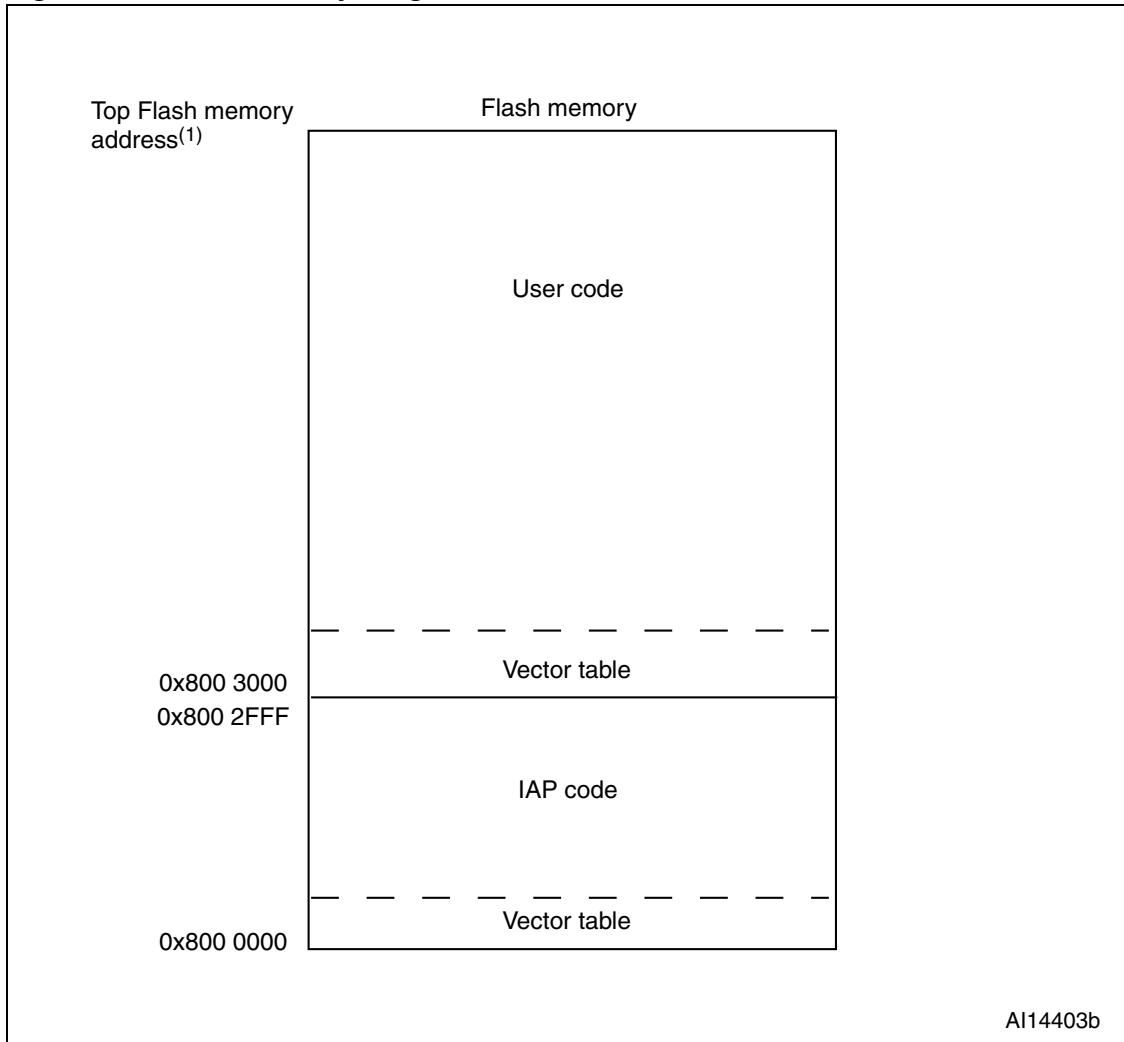 Flash memory
Top Flash memory
address(1)
User code
Vector table
0x800 3000
0x800 2FFF
IAP code
Vector table
0x800 0000
AI14403b